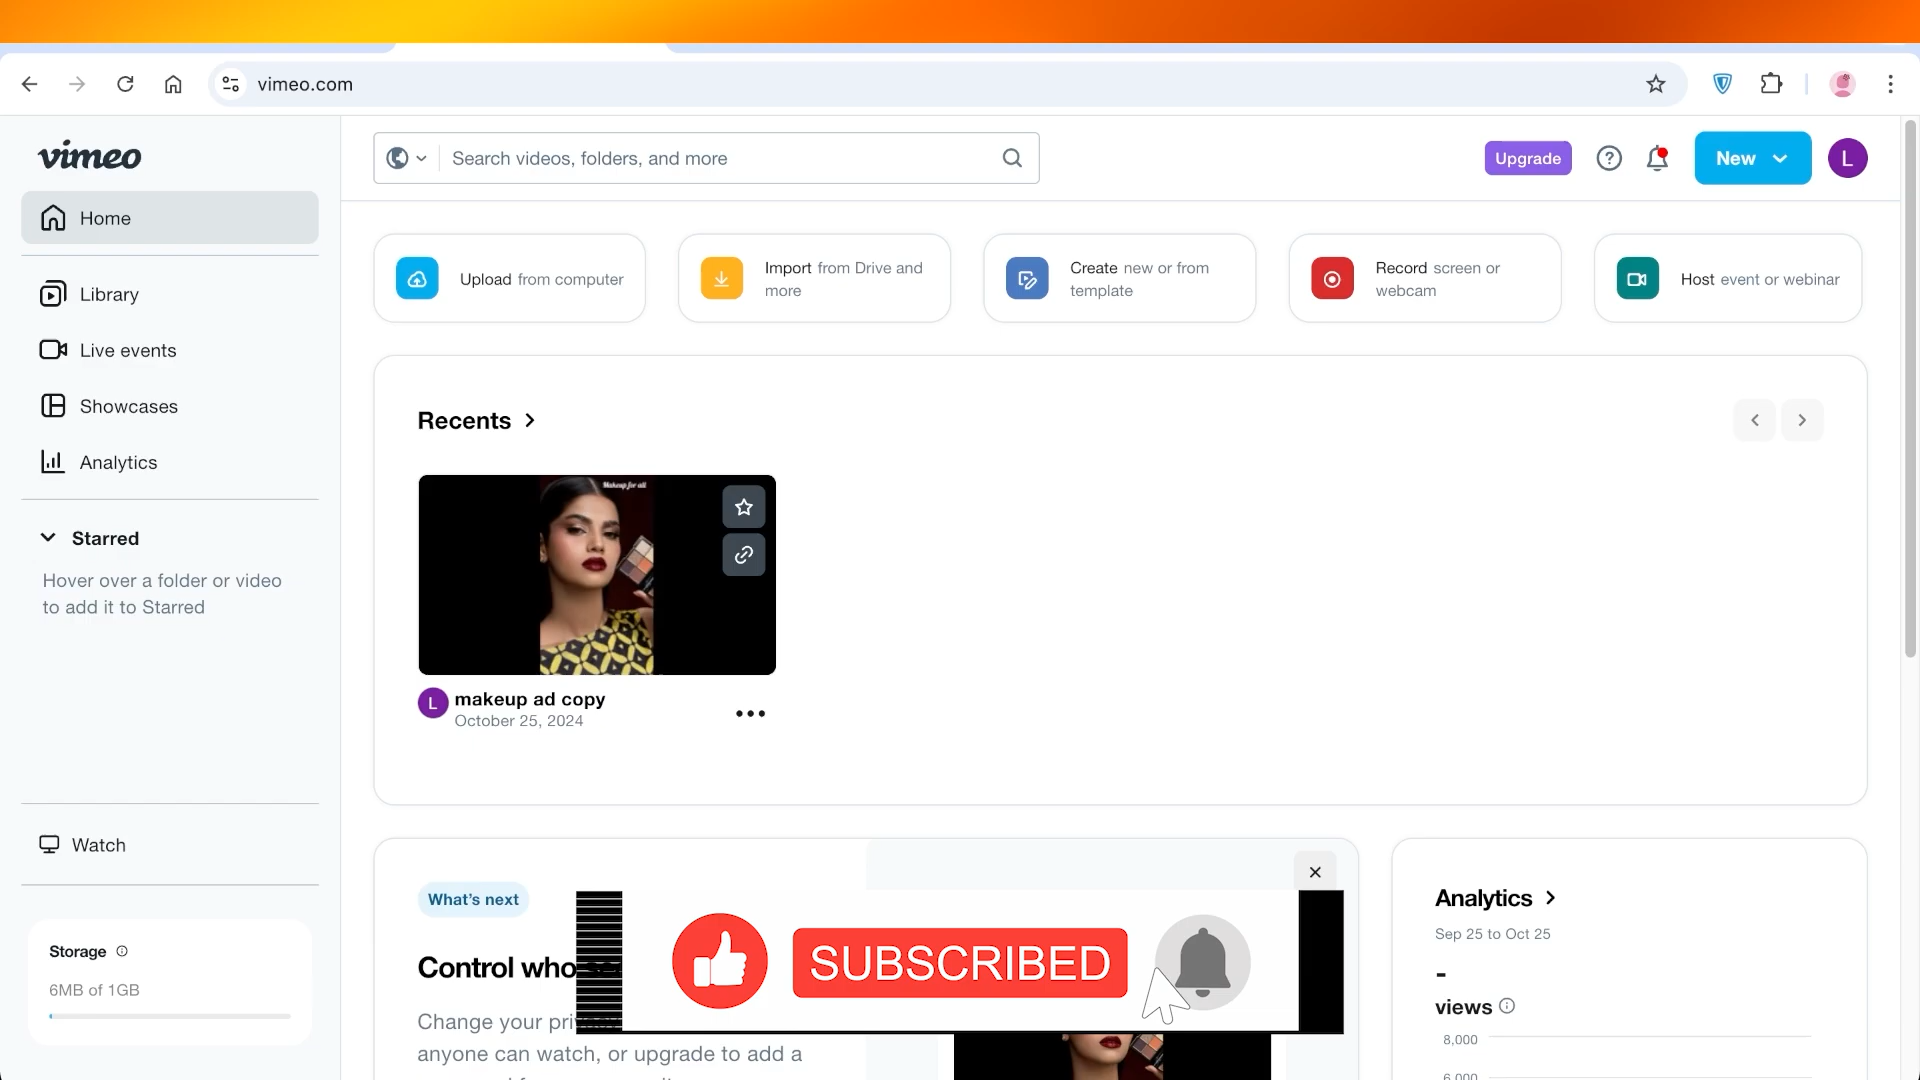 vimeo.com
vimeo
Search videos, folders, and more
Upgrade
New
L
Home
Library
Live events
Showcases
Analytics
Starred
Hover over a folder or video
to add it to Starred
Watch
Storage
6MB of 1GB
Upload from computer
Import from Drive and
more
Create new or from
template
Record screen or
webcam
Host event or webinar
Recents
Makeup for all
L
makeup ad copy
October 25, 2024
What's next
Control who
Change your
anyone can watch, or upgrade to add a
SUBSCRIBED
Analytics
Sep 25 to Oct 25
-
views
8,000
6,000